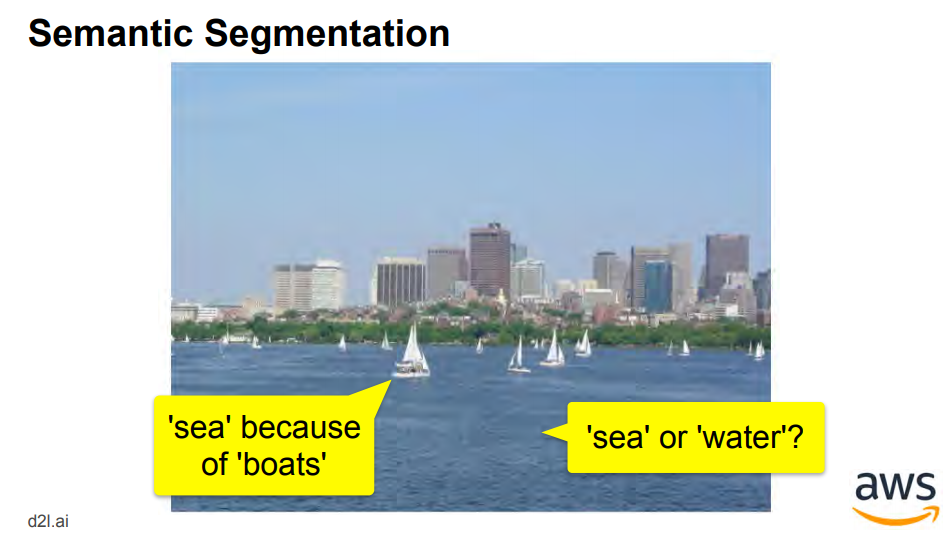 Semantic Segmentation
'sea' because
of 'boats'
'sea' or 'water'?
d2l.ai
aws